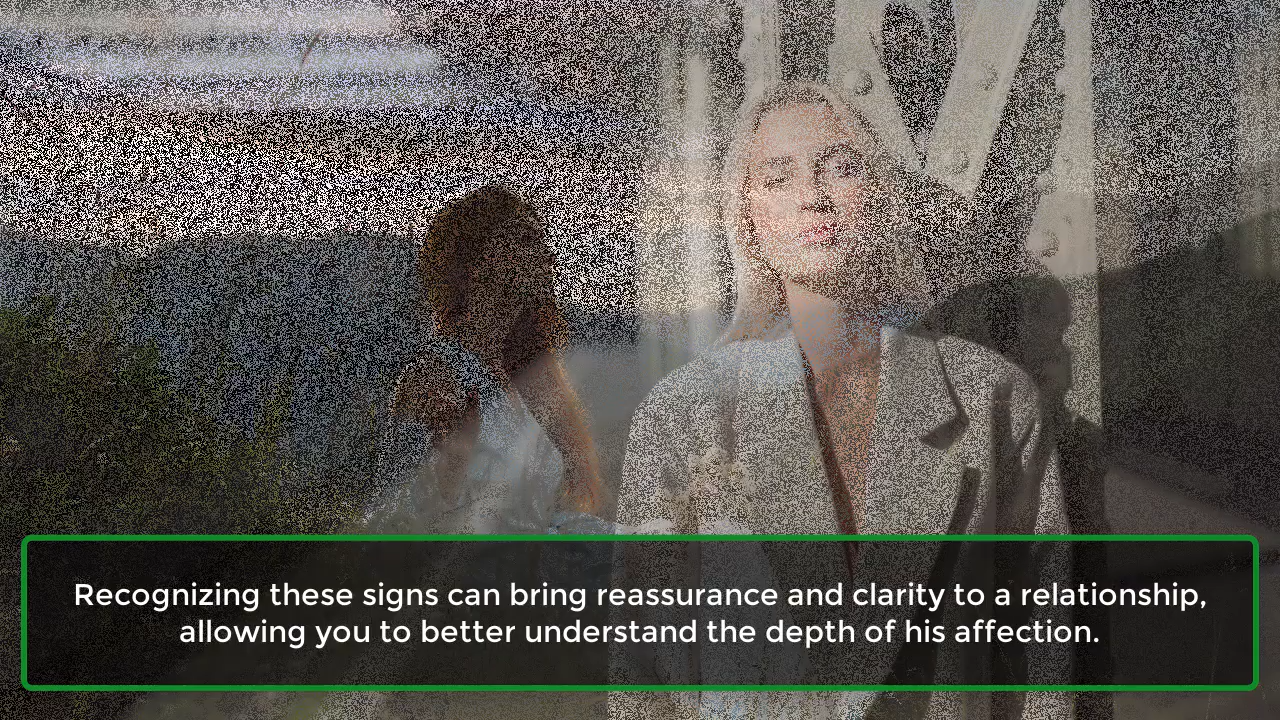 Recognizing these signs can bring reassurance and clarity to a relationship,
allowing you to better understand the depth of his affection.